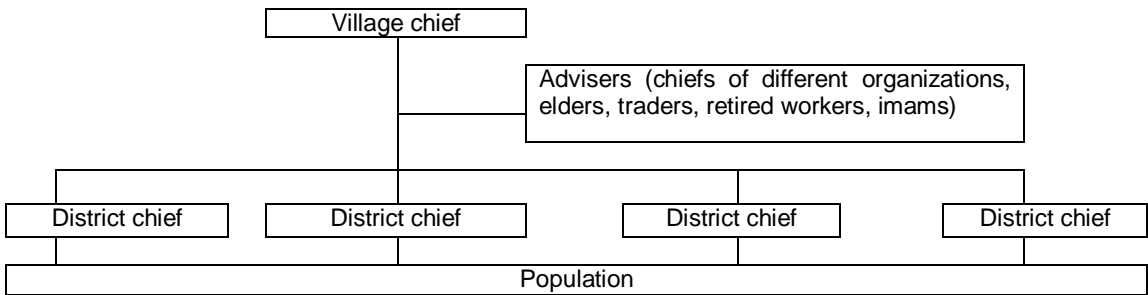 Village chief
Advisers (chiefs of different organizations,
elders, traders, retired workers, imams)
District chief
District chief
District chief
District chief
Population